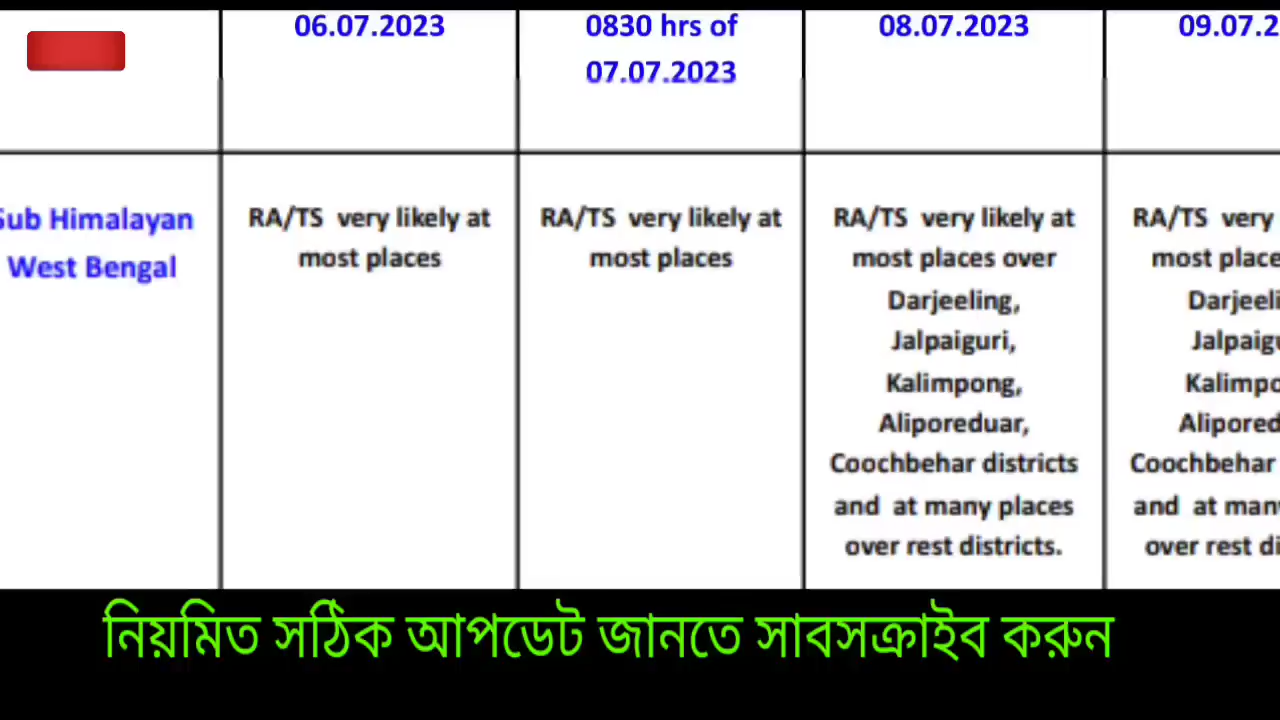 06.07.2023
0830 hrs of
07.07.2023
08.07.2023
09.07.2
Sub Himalayan
West Bengal
RA/TS very likely at
most places
RA/TS very likely at
most places
RA/TS very likely at
most places over
Darjeeling,
Jalpaiguri,
Kalimpong,
Aliporeduar,
Coochbehar districts
and at many places
over rest districts.
RA/TS very
most place
Darjeeli
Jalpaigu
Kalimpo
Alipored
Coochbehar
and at many
over rest di
নিয়মিত সঠিক আপডেট জানতে সাবসক্রাইব করুন